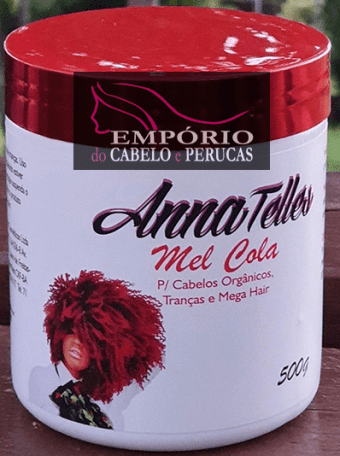 EMPÓRIO
do CABELO e PERUCAS
Anna Telles
Mel Cola
P/ Cabelos Orgânicos,
Tranças e Mega Hair
500g